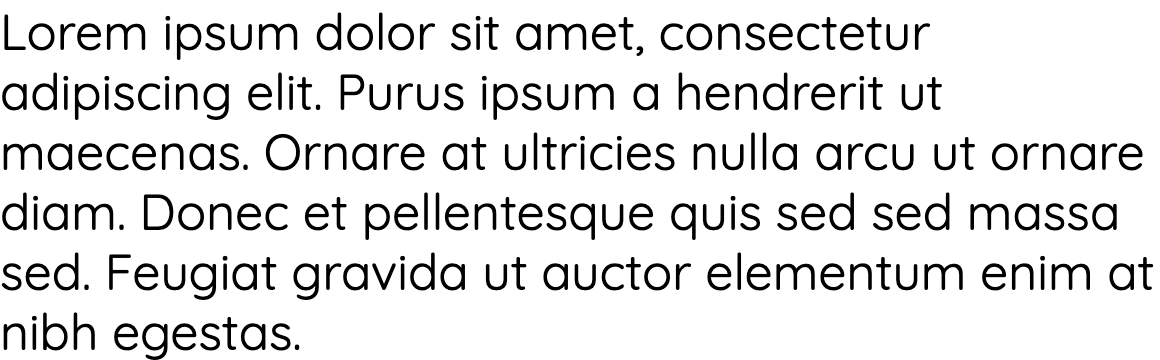 Lorem ipsum dolor sit amet, consectetur
adipiscing elit. Purus ipsum a hendrerit ut
maecenas. Ornare at ultricies nulla arcu ut ornare
diam. Donec et pellentesque quis sed sed massa
sed. Feugiat gravida ut auctor elementum enim at
nibh egestas.